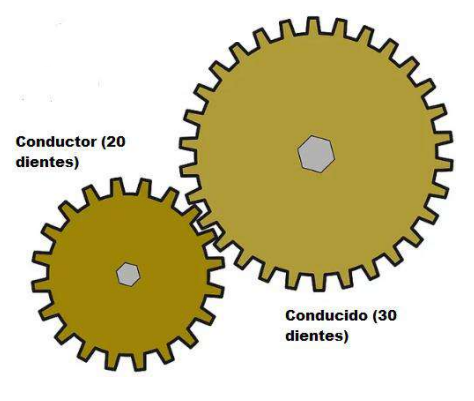 Conductor (20
dientes)
Conducido (30
dientes)